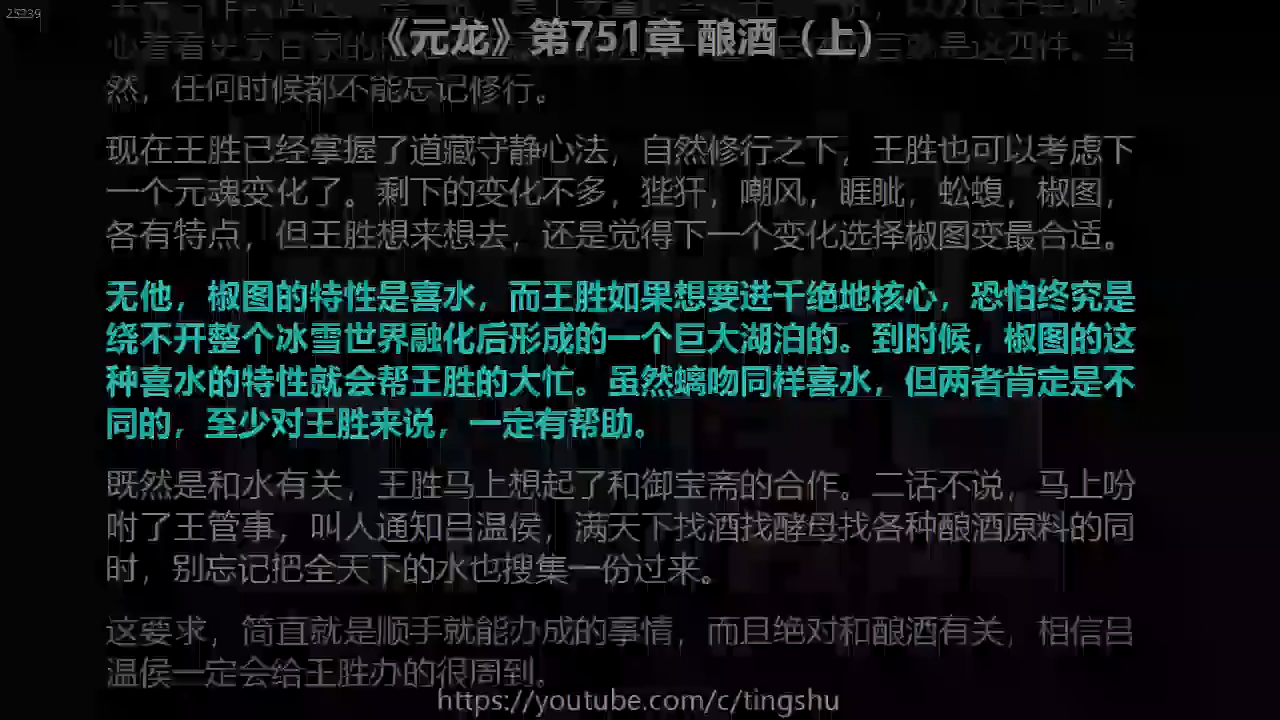 25239
《元龙》第751章 酿酒（上）
是这四件。当
然，任何时候都不能忘记修行。
现在王胜已经掌握了道藏守静心法，自然修行之下，王胜也可以考虑下
一个元魂变化了。剩下的变化不多，狴犴，嘲风，睚眦，蚣蝮，椒图，
各有特点，但王胜想来想去，还是觉得下一个变化选择椒图变最合适。
无他，椒图的特性是喜水，而王胜如果想要进千绝地核心，恐怕终究是
绕不开整个冰雪世界融化后形成的一个巨大湖泊的。到时候，椒图的这
种喜水的特性就会帮王胜的大忙。虽然螭吻同样喜水，但两者肯定是不
同的，至少对王胜来说，一定有帮助。
既然是和水有关，王胜马上想起了和御宝斋的合作。二话不说，马上吩
咐了王管事，叫人通知吕温侯，满天下找酒找酵母找各种酿酒原料的同
时，别忘记把全天下的水也搜集一份过来。
这要求，简直就是顺手就能办成的事情，而且绝对和酿酒有关，相信吕
温侯一定会给王胜办的很周到。
https://youtube.com/c/tingshu